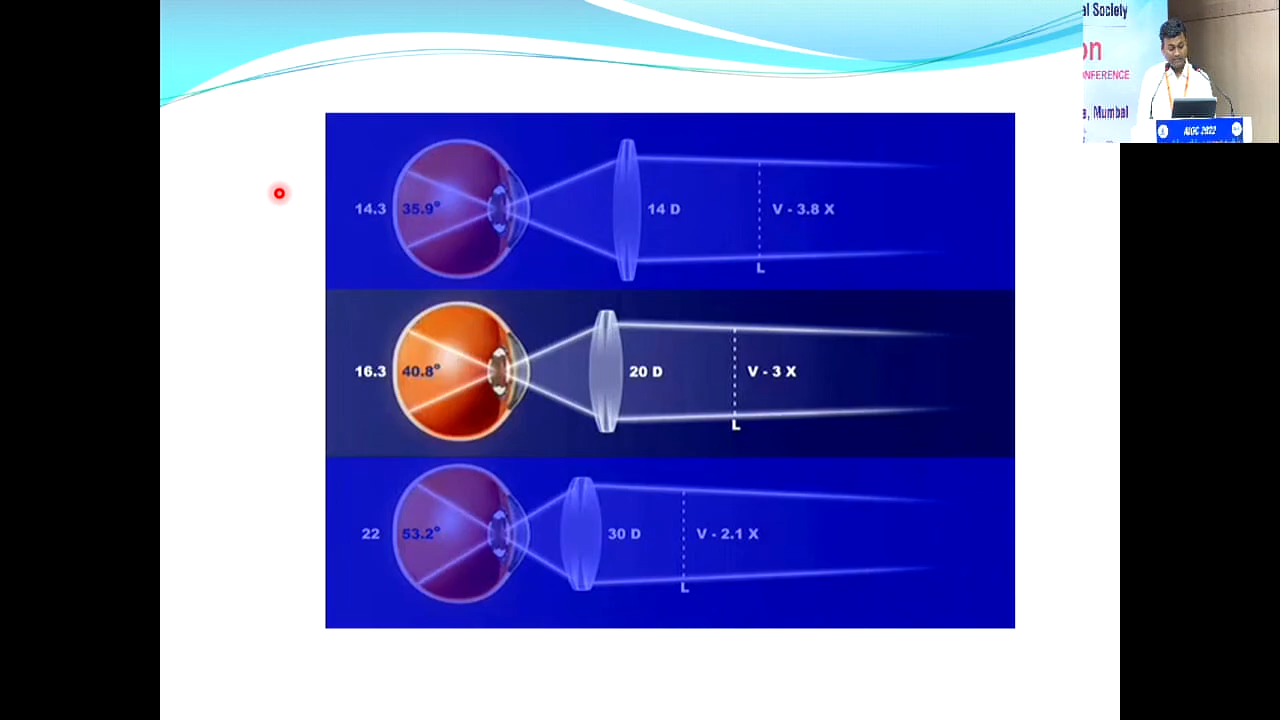 al Society
on
ONFERENCE
, Mumbai
AIOC 2022
14.3 35.9° 14 D V - 3.8 X
L
16.3 40.8° 20 D V - 3 X
L
22 53.2° 30 D V - 2.1 X
L